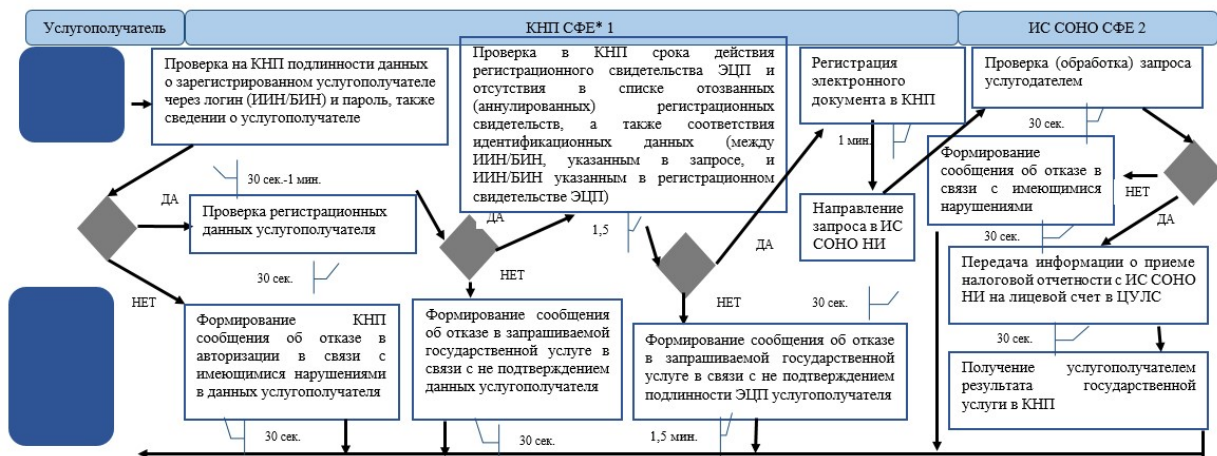 Услугополучатель
КНП СФЕ* 1
ИС СОНО СФЕ 2
Проверка на КНП подлинности данных
о зарегистрированном услугополучателе
через логин (ИИН/БИН) и пароль, также
сведении о услугополучателе
30 сек.-1 мин.
ДА
Проверка регистрационных
данных услугополучателя
30 сек.
НЕТ
Формирование КНП
сообщения об отказе в
авторизации в связи с
имеющимися нарушениями
в данных услугополучателя
30 сек.
Проверка в КНП срока действия
регистрационного свидетельства ЭЦП и
отсутствия в списке отозванных
(аннулированных) регистрационных
свидетельств, а также соответствия
идентификационных данных (между
ИИН/БИН, указанным в запросе, и
ИИН/БИН указанным в регистрационном
свидетельстве ЭЦП)
ДА
1,5
НЕТ
Формирование сообщения
об отказе в запрашиваемой
государственной услуге в
связи с не подтверждением
данных услугополучателя
30 сек.
ДА
НЕТ
Формирование сообщения об отказе
в запрашиваемой государственной
услуге в связи с не подтверждением
подлинности ЭЦП услугополучателя
1,5 мин.
Регистрация
электронного
документа в КНП
1 мин.
Направление
запроса в ИС
СОНО НИ
30 сек.
Проверка (обработка) запроса
услугодателем
30 сек.
Формирование
сообщения об отказе в
связи с имеющимися
нарушениями
НЕТ
30 сек.
ДА
Передача информации о приеме
налоговой отчетности с ИС СОНО
НИ на лицевой счет в ЦУЛС
30 сек.
Получение услугополучателем
результата государственной
услуги в КНП